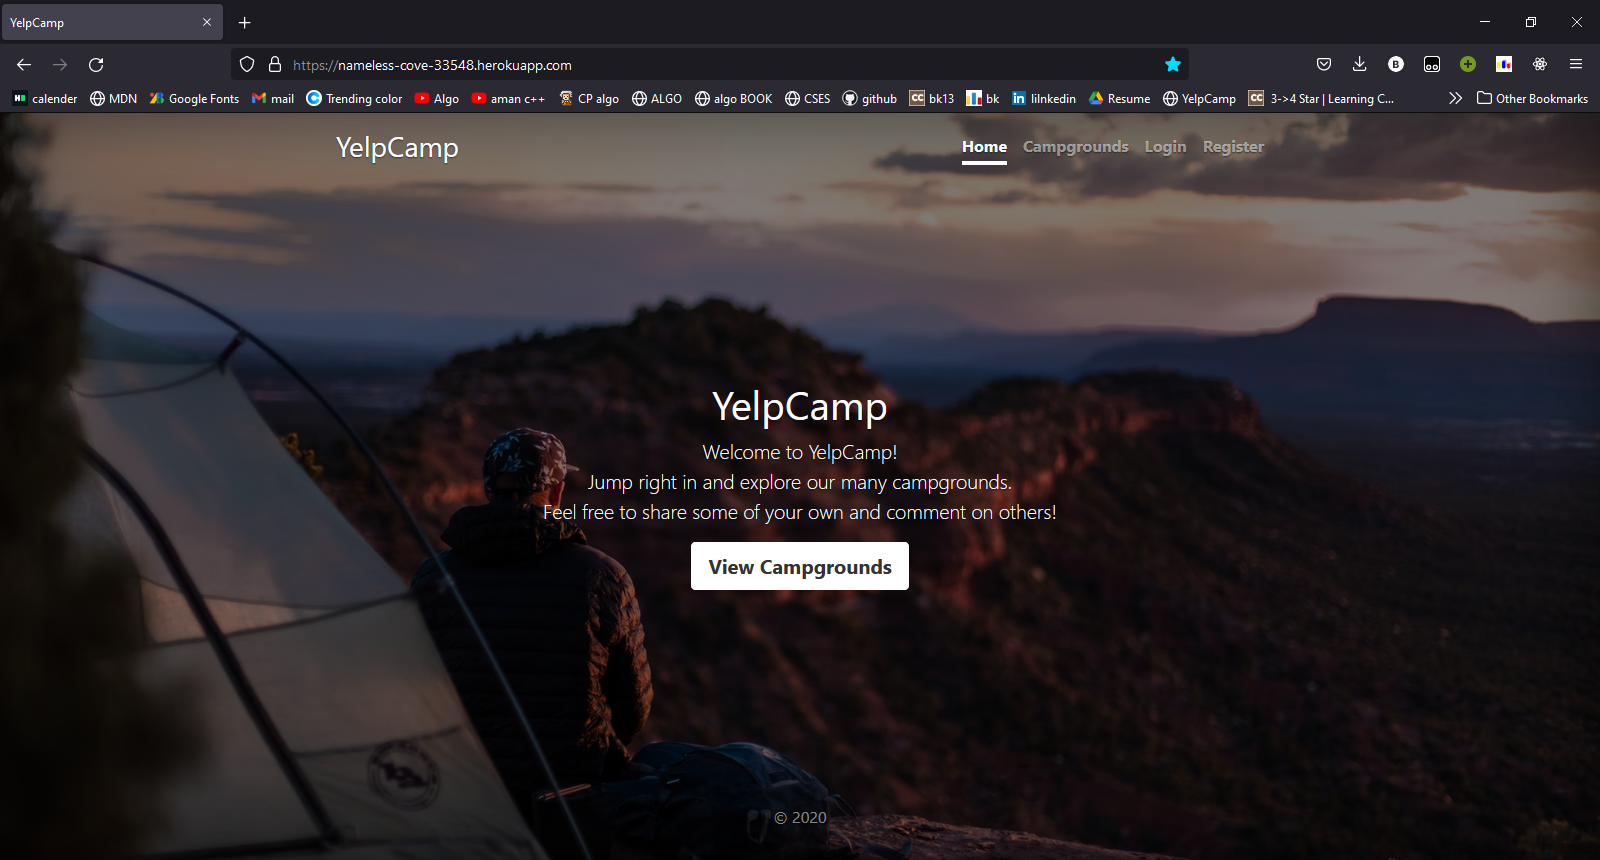 YelpCamp
https://nameless-cove-33548.herokuapp.com
B
calender MDN Google Fonts mail Trending color Algo aman c++ CP algo ALGO algo BOOK CSES github CC bk13 bk in lilnkedin Resume YelpCamp CC 3->4 Star | Learning C... Other Bookmarks
YelpCamp Home Campgrounds Login Register
YelpCamp
Welcome to YelpCamp!
Jump right in and explore our many campgrounds.
Feel free to share some of your own and comment on others!
View Campgrounds
© 2020